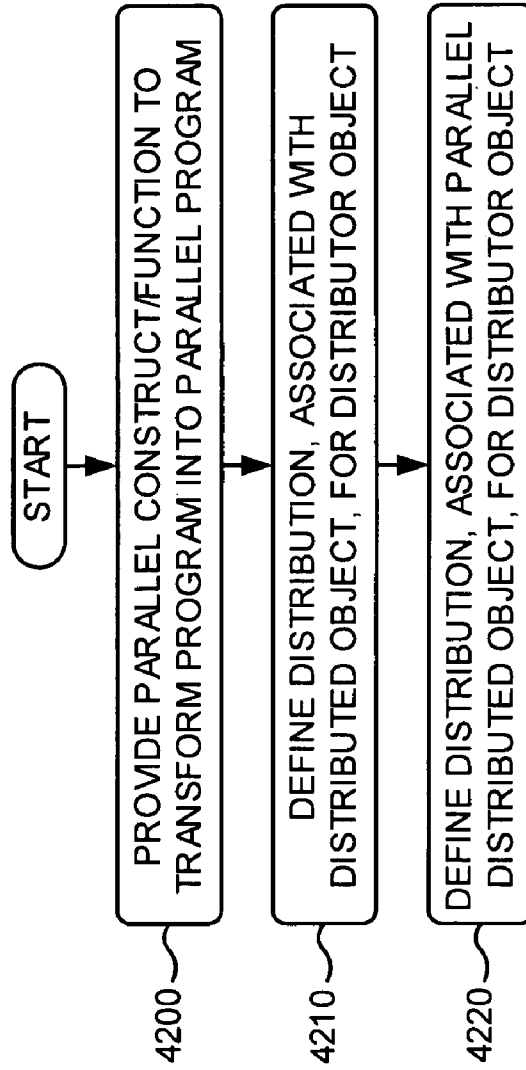 START
4200
PROVIDE PARALLEL CONSTRUCT/FUNCTION TO
TRANSFORM PROGRAM INTO PARALLEL PROGRAM
4210
DEFINE DISTRIBUTION, ASSOCIATED WITH
DISTRIBUTED OBJECT, FOR DISTRIBUTOR OBJECT
4220
DEFINE DISTRIBUTION, ASSOCIATED WITH PARALLEL
DISTRIBUTED OBJECT, FOR DISTRIBUTOR OBJECT